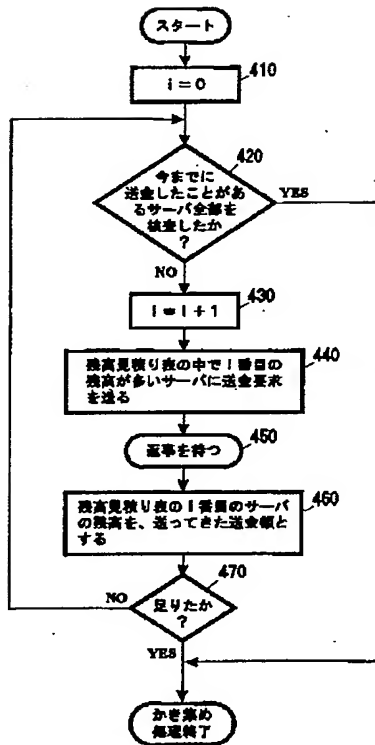 スタート
410
i=0
420
今までに
送金したことがあ
るサーバ全部を
検査したか
?
YES
NO
430
i=i+1
440
残高見積り表の中でi番目の
残高が多いサーバに送金要求
を送る
450
返事を待つ
460
残高見積り表のi番目のサーバ
の残高を、送ってきた送金額と
する
470
NO
足りたか
?
YES
かき集め
処理終了